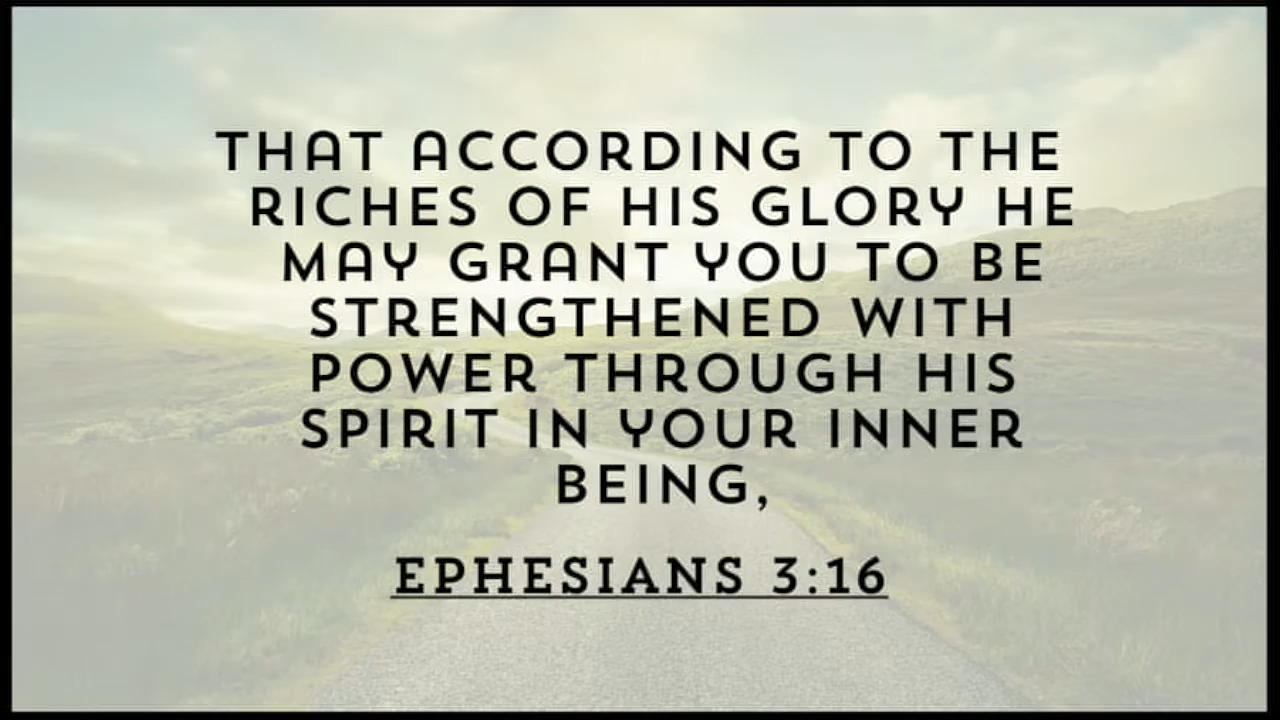 THAT ACCORDING TO THE
RICHES OF HIS GLORY HE
MAY GRANT YOU TO BE
STRENGTHENED WITH
POWER THROUGH HIS
SPIRIT IN YOUR INNER
BEING,
EPHESIANS 3:16